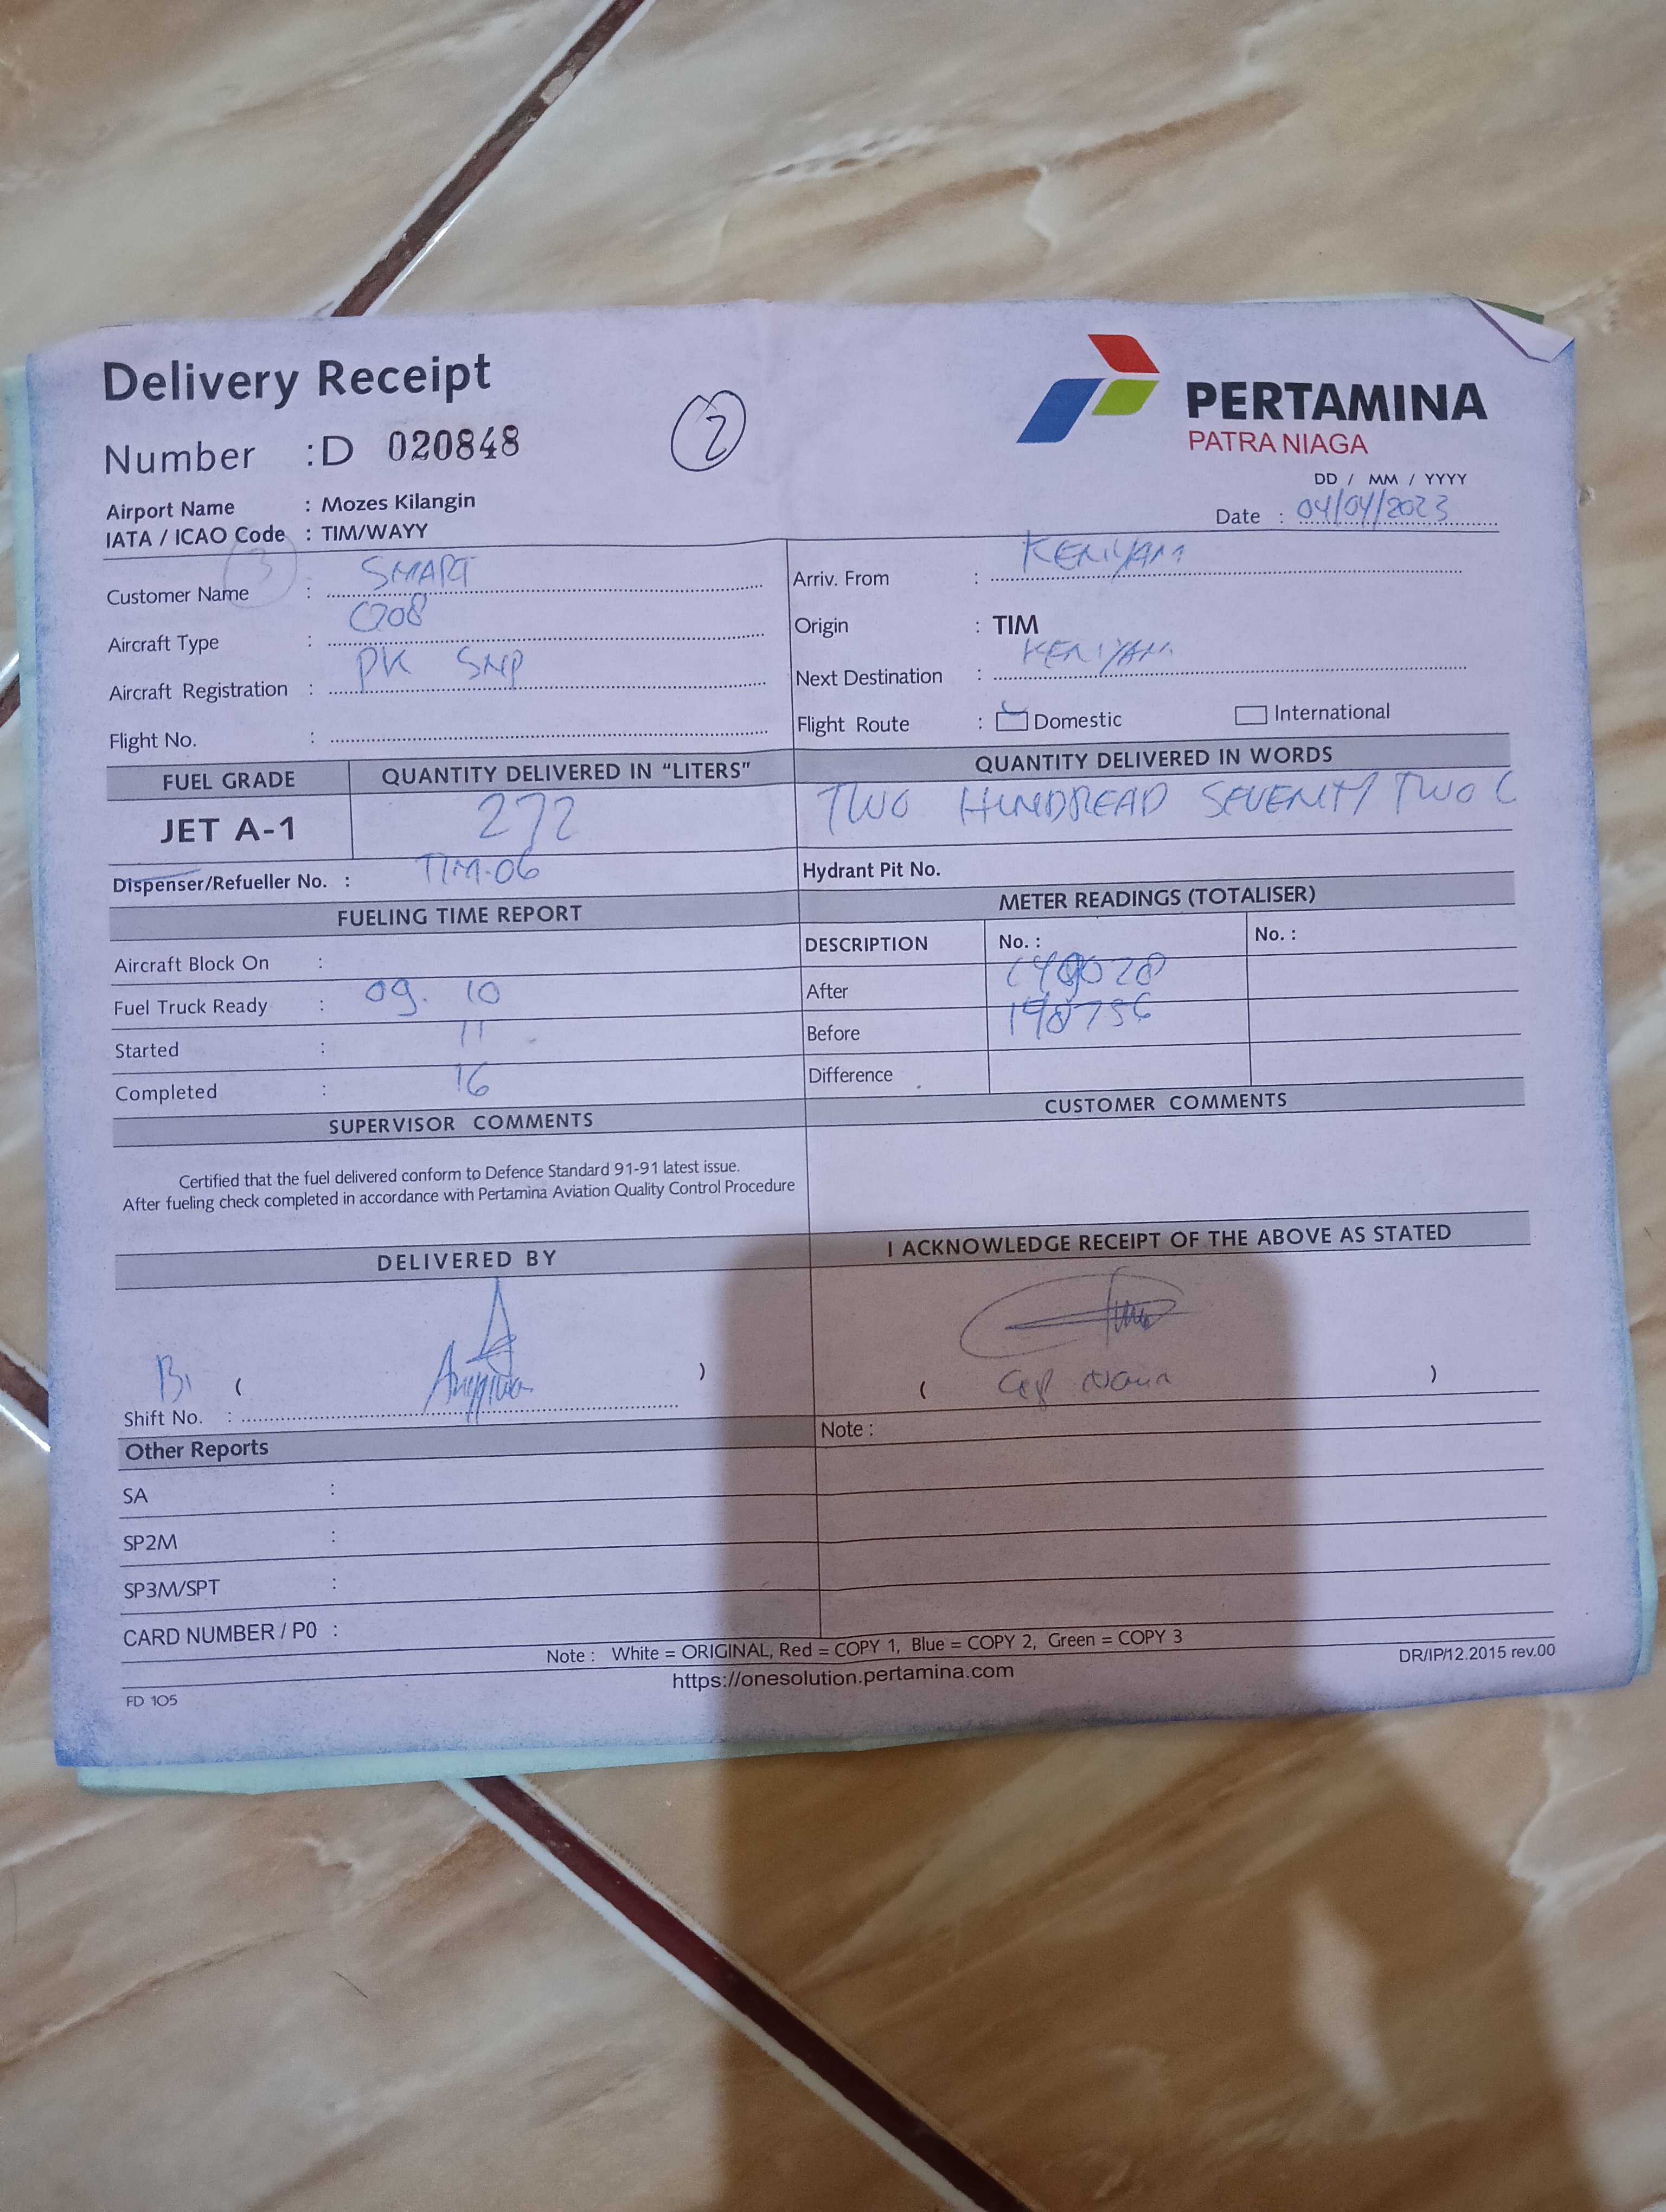 Delivery Receipt
PERTAMINA
PATRA NIAGA
Number : D 020848
2
DD / MM / YYYY
Date : 04/04/2023
Airport Name : Mozes Kilangin
IATA / ICAO Code : TIM/WAYY
3
Customer Name : SMART
Aircraft Type : C208
Aircraft Registration : PK SNP
Flight No. :
Arriv. From : KENYAM
Origin : TIM
Next Destination : KENYAM
Flight Route : Domestic International
FUEL GRADE QUANTITY DELIVERED IN "LITERS" QUANTITY DELIVERED IN WORDS
JET A-1 272 TWO HUNDREAD SEVENTY TWO
Dispenser/Refueller No. : TIM-06
Hydrant Pit No.
FUELING TIME REPORT
Aircraft Block On :
Fuel Truck Ready : 09. 10
Started : 11
Completed : 16
METER READINGS (TOTALISER)
DESCRIPTION No. : No. :
After
Before
Difference
SUPERVISOR COMMENTS
CUSTOMER COMMENTS
Certified that the fuel delivered conform to Defence Standard 91-91 latest issue.
After fueling check completed in accordance with Pertamina Aviation Quality Control Procedure
DELIVERED BY
I ACKNOWLEDGE RECEIPT OF THE ABOVE AS STATED
( )
( )
Shift No. :
Other Reports
Note :
SA :
SP2M :
SP3M/SPT :
CARD NUMBER / P0 :
Note : White = ORIGINAL, Red = COPY 1, Blue = COPY 2, Green = COPY 3
https://onesolution.pertamina.com
DR/IP/12.2015 rev.00
FD 105